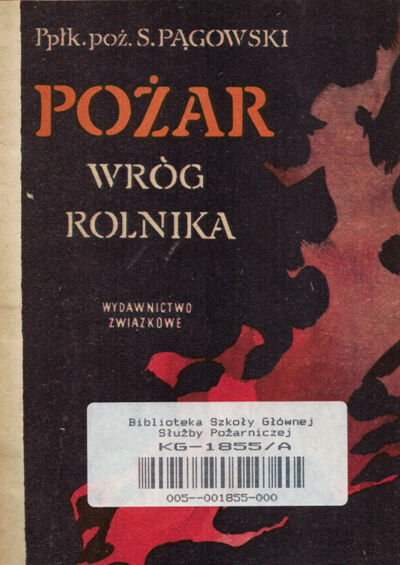 Ppłk. poż. S. PĄGOWSKI
POŻAR
WRÓG
ROLNIKA
WYDAWNICTWO
ZWIĄZKOWE
Biblioteka Szkoły Głównej
Służby Pożarniczej
KG-1855/A
005--001855-000